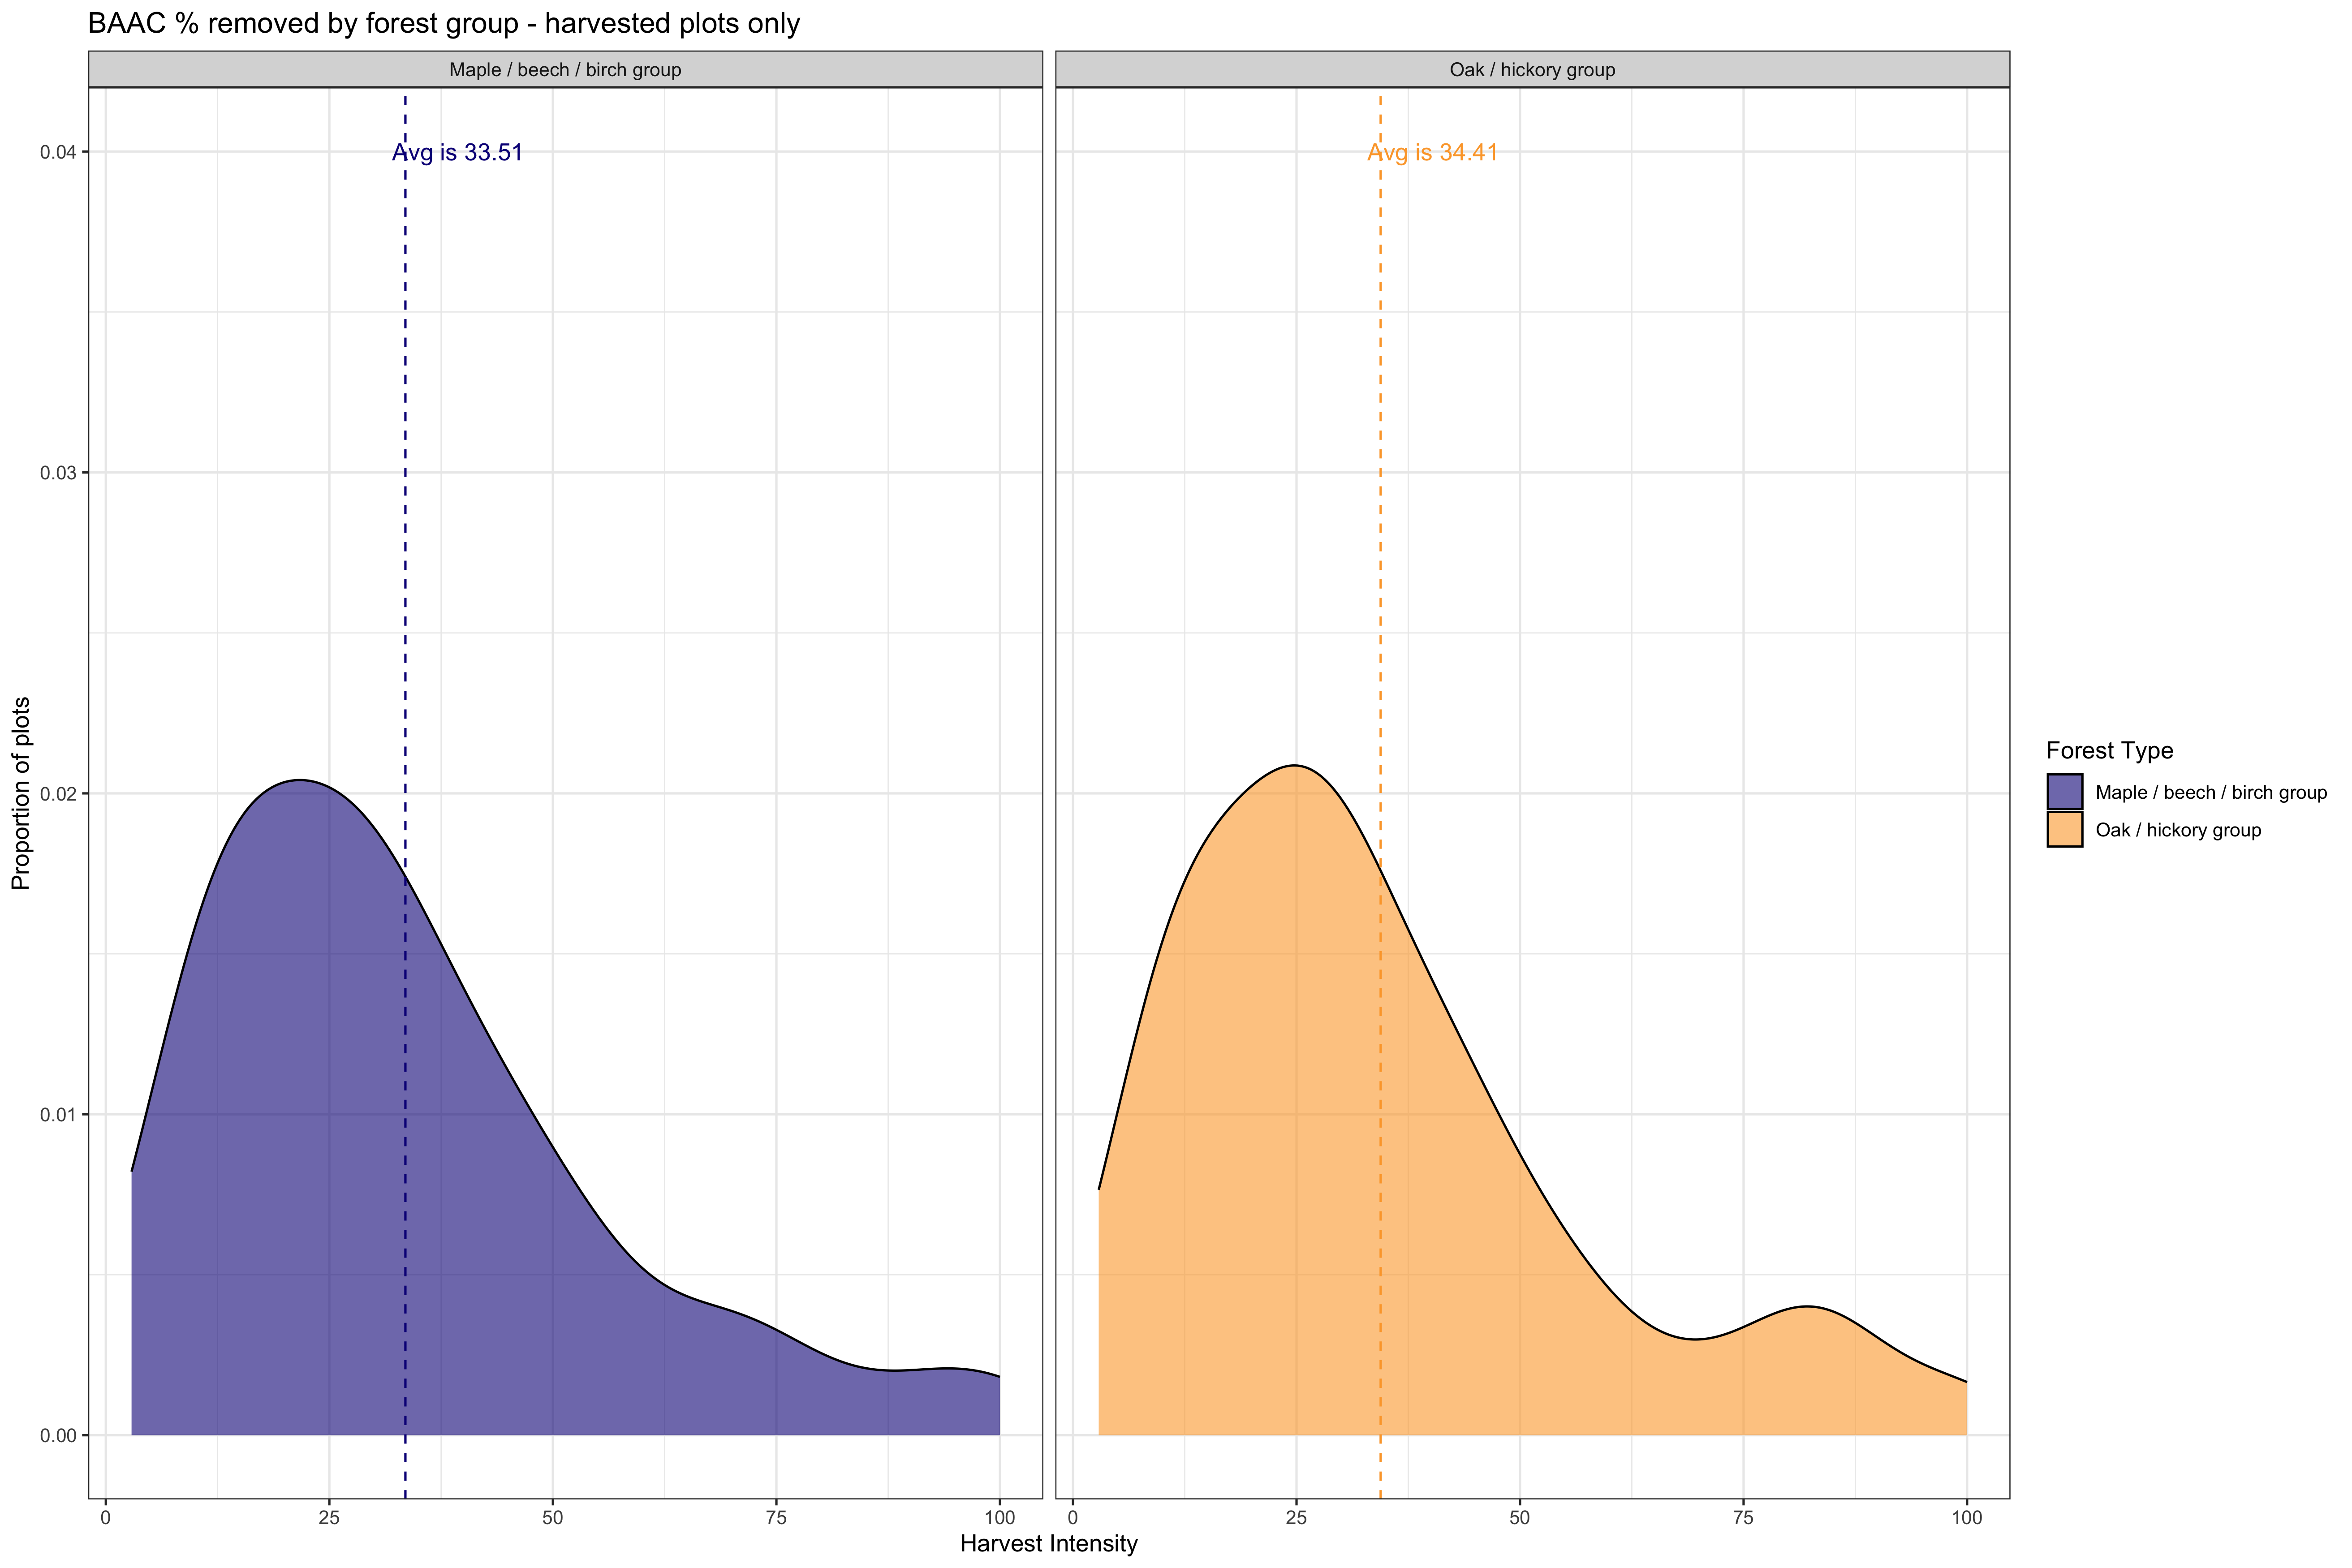 BAAC % removed by forest group - harvested plots only
Maple / beech / birch group
Oak / hickory group
Avg is 33.51
Avg is 34.41
0.04
0.03
0.02
0.01
0.00
Proportion of plots
0 25 50 75 100
0 25 50 75 100
Harvest Intensity
Forest Type
Maple / beech / birch group
Oak / hickory group